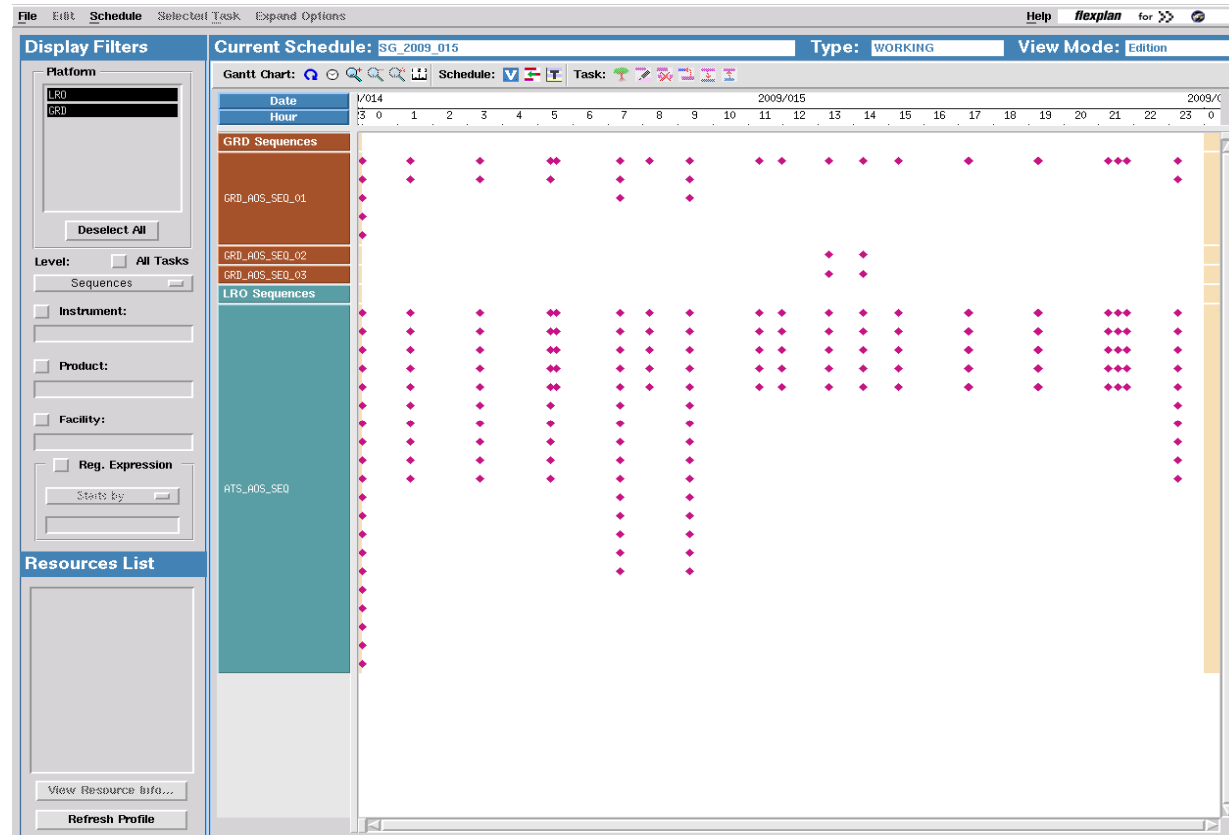 File Edit Schedule Selected Task Expand Options Help flexplan for >>
Display Filters Current Schedule: SG_2009_015 Type: WORKING View Mode: Edition
Platform
LRO
GRD
Deselect All
Level: All Tasks
Sequences
Instrument:
Product:
Facility:
Reg. Expression
Starts by
Resources List
View Resource Info...
Refresh Profile
Gantt Chart: Schedule: Task:
Date /014 2009/015 2009/0
Hour 23 0 1 2 3 4 5 6 7 8 9 10 11 12 13 14 15 16 17 18 19 20 21 22 23 0
GRD Sequences
GRD_AOS_SEQ_01
GRD_AOS_SEQ_02
GRD_AOS_SEQ_03
LRO Sequences
ATS_AOS_SEQ